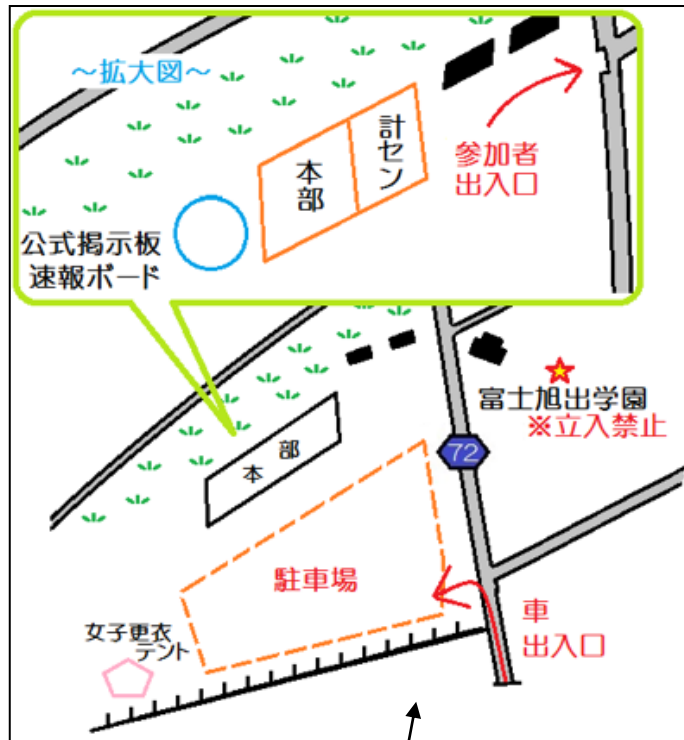 ～拡大図～
本部
計セン
参加者
出入口
公式掲示板
速報ボード
富士旭出学園
※立入禁止
72
本部
駐車場
車
出入口
女子更衣
テント